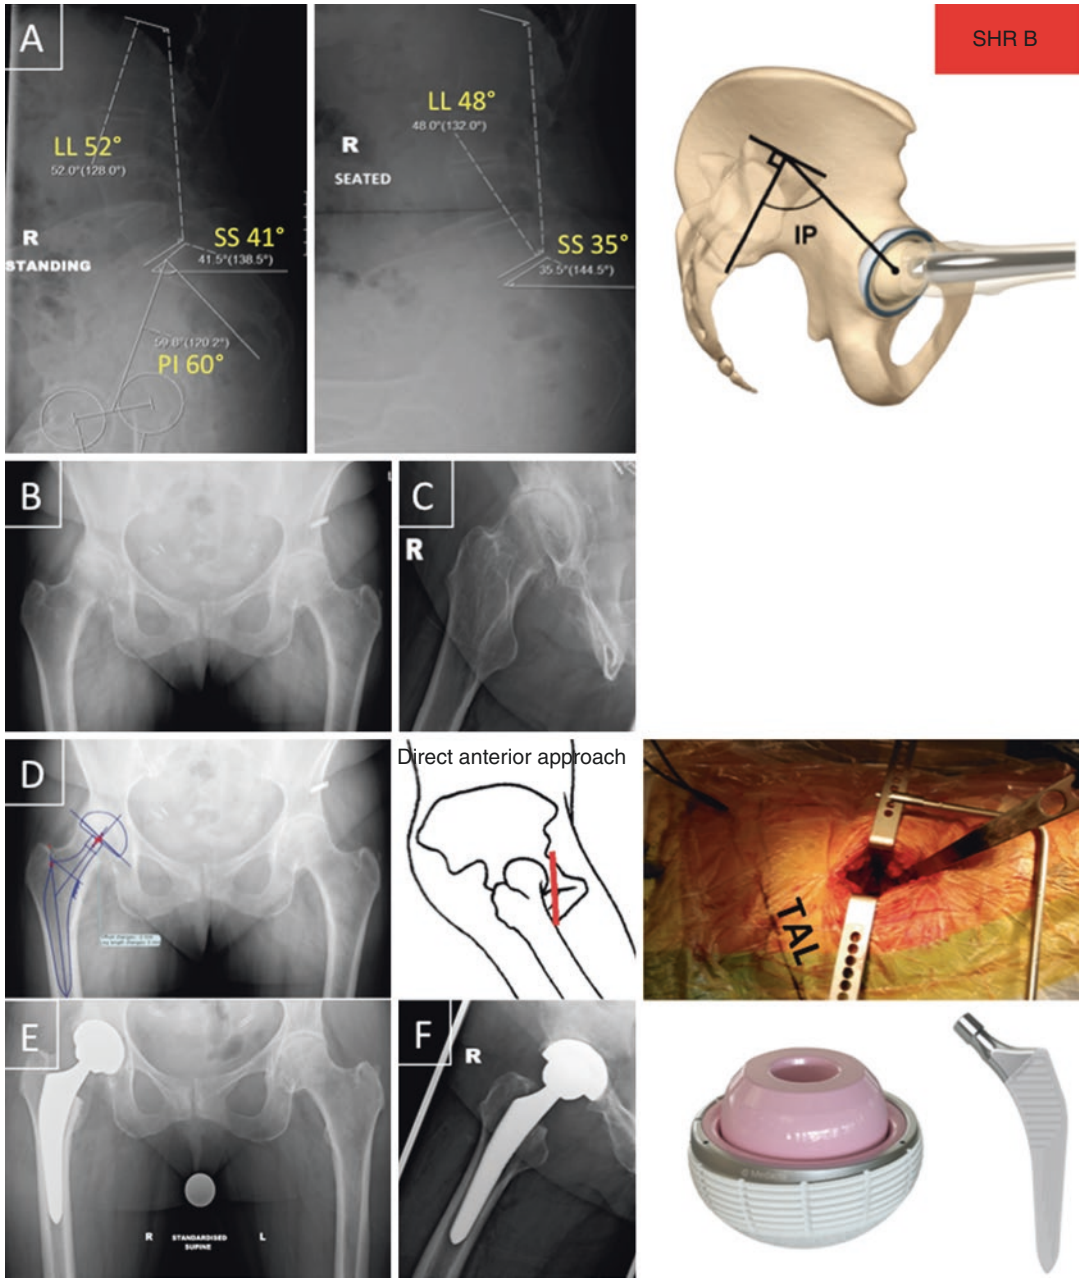 A
LL 52°
52.0°(128.0°)
R
STANDING
SS 41°
41.5°(138.5°)
59.8°(120.2°)
PI 60°
LL 48°
48.0°(132.0°)
R
SEATED
SS 35°
35.5°(144.5°)
SHR B
IP
B
C
R
D
Direct anterior approach
TAL
E
R
STANDARDISED
SUPINE
L
F
R